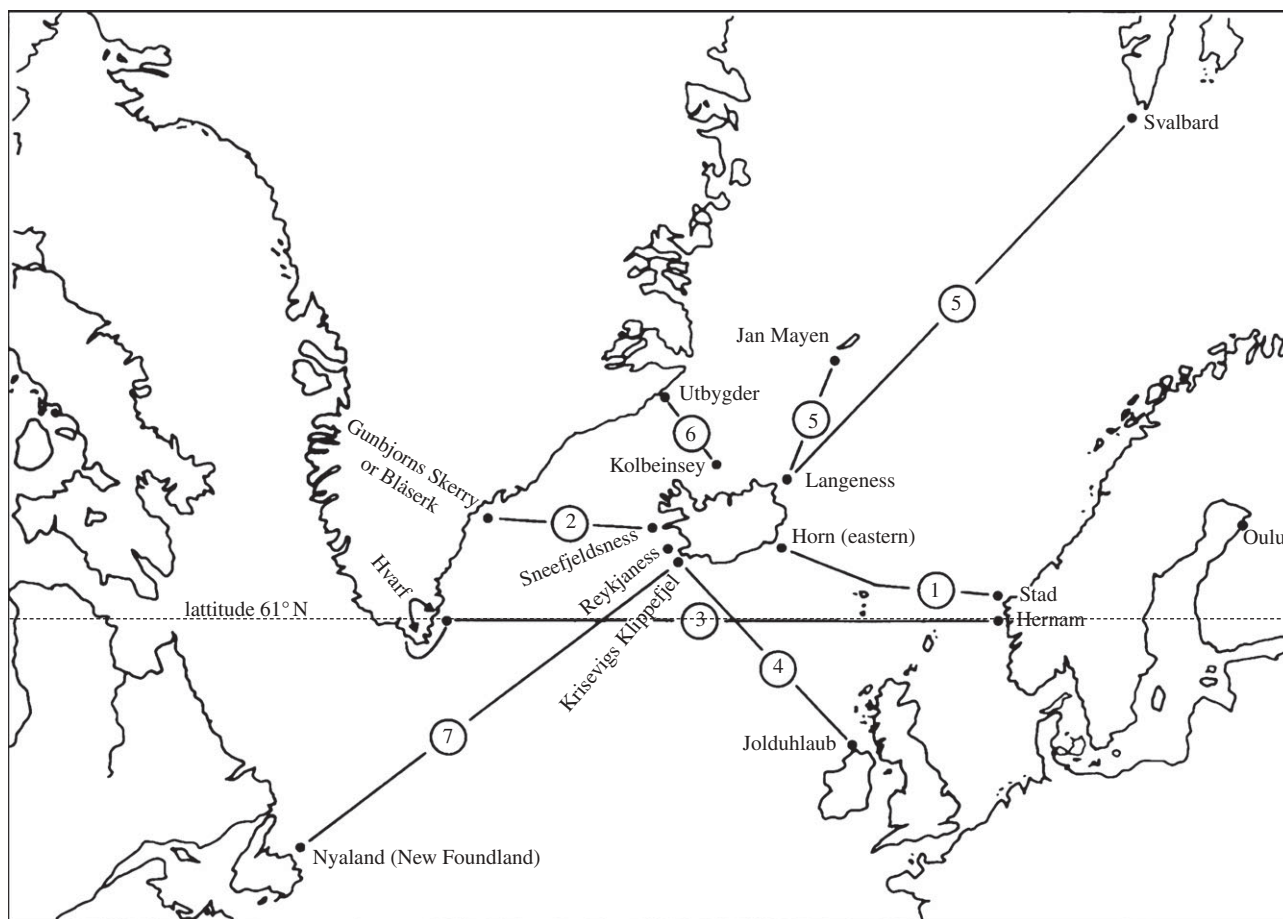 Svalbard
5
Jan Mayen
5
Utbygder
6
Kolbeinsey
Langeness
Gunbjorns Skerry
or Blåserk
2
Sneefjeldsness
Horn (eastern)
Oulu
Hvarf
Reykjaness
1
Stad
lattitude 61° N
3
Hernam
Krisevigs Klippefjel
4
7
Jolduhlaub
Nyaland (New Foundland)